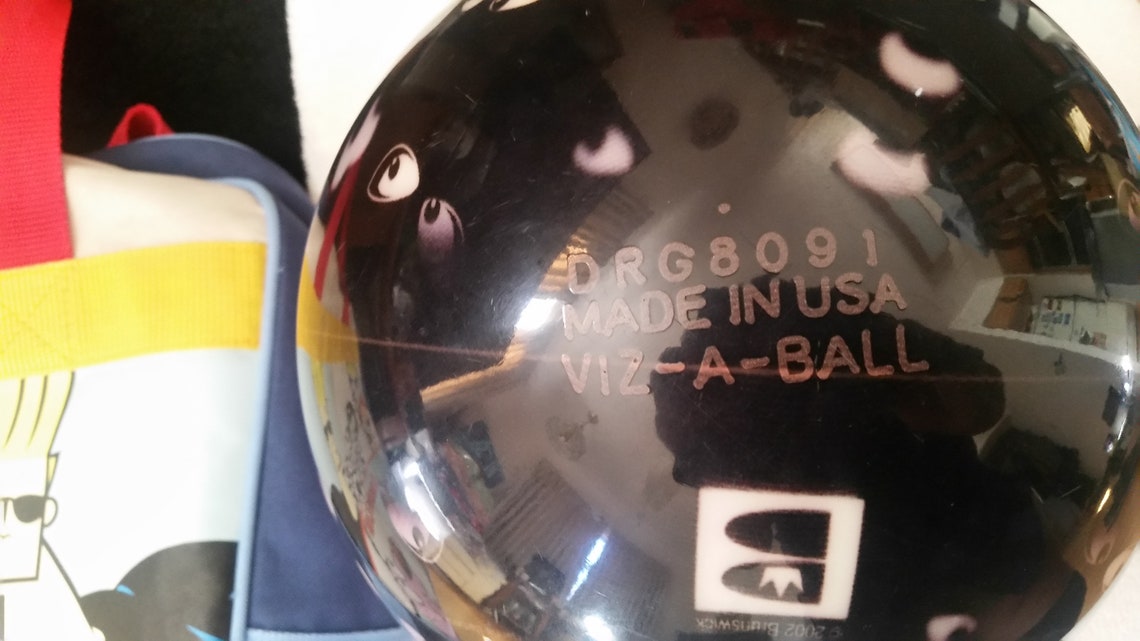 DRG8091
MADE IN USA
VIZ-A-BALL
© 2002 Brunswick